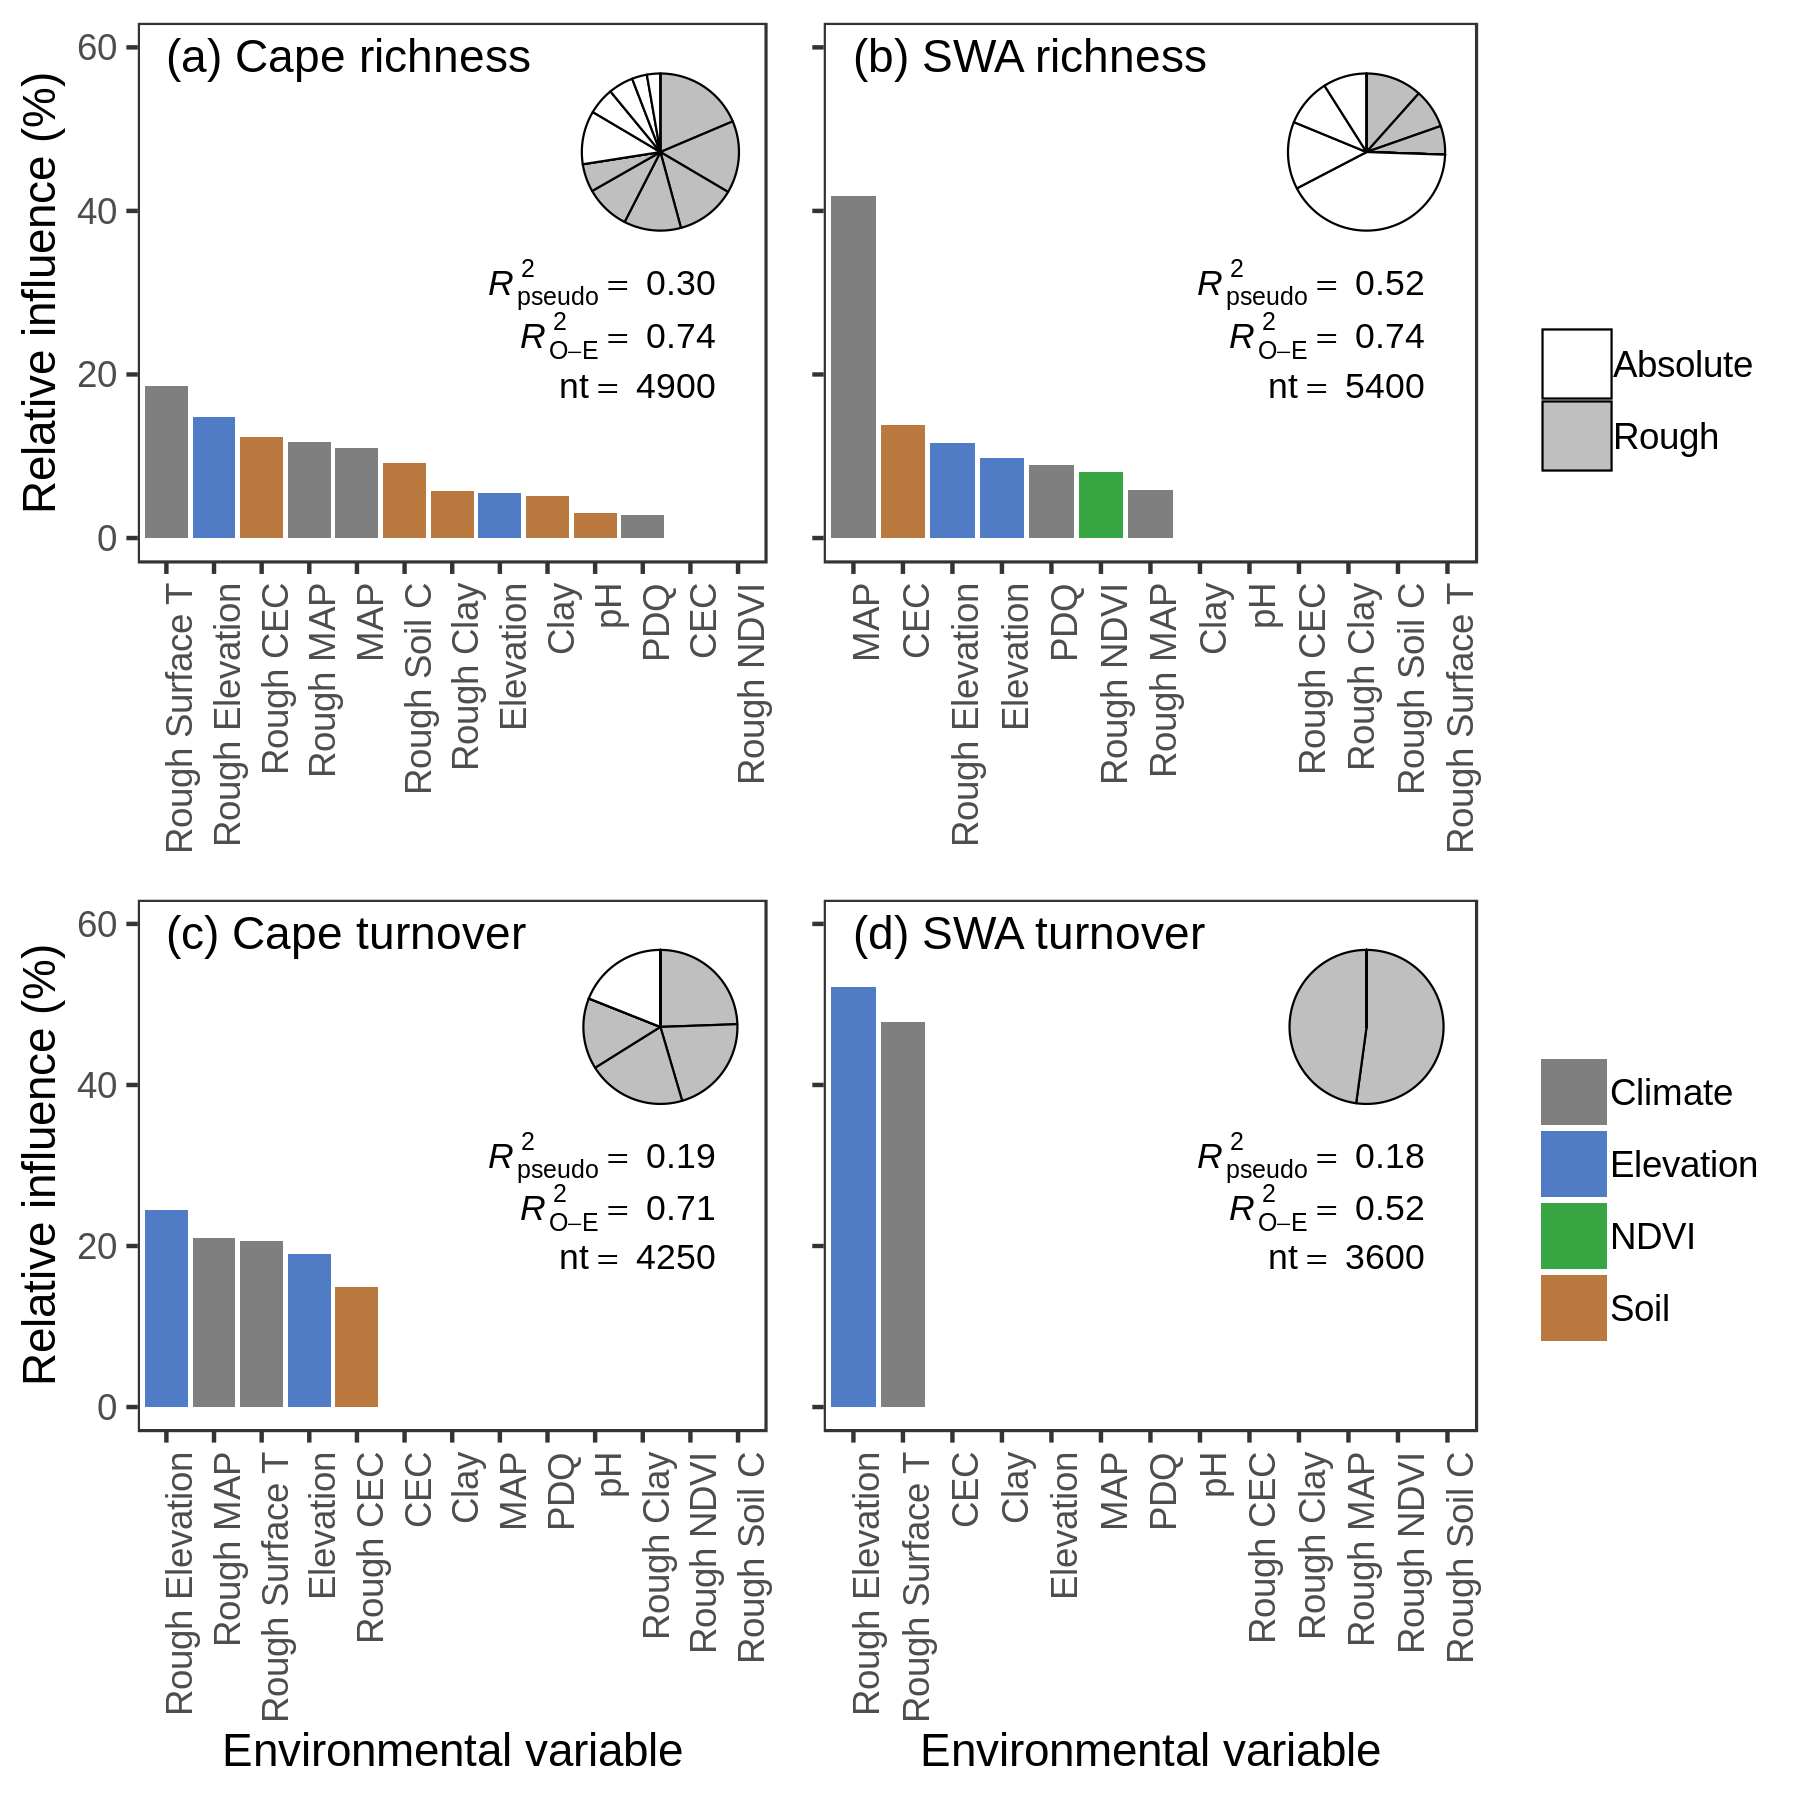 Relative influence (%)
60
40
20
0
(a) Cape richness
R²pseudo = 0.30
R²O–E = 0.74
nt = 4900
Rough Surface T
Rough Elevation
Rough CEC
Rough MAP
MAP
Rough Soil C
Rough Clay
Elevation
Clay
pH
PDQ
CEC
Rough NDVI
(b) SWA richness
R²pseudo = 0.52
R²O–E = 0.74
nt = 5400
MAP
CEC
Rough Elevation
Elevation
PDQ
Rough NDVI
Rough MAP
Clay
pH
Rough CEC
Rough Clay
Rough Soil C
Rough Surface T
Absolute
Rough
Relative influence (%)
60
40
20
0
(c) Cape turnover
R²pseudo = 0.19
R²O–E = 0.71
nt = 4250
Rough Elevation
Rough MAP
Rough Surface T
Elevation
Rough CEC
CEC
Clay
MAP
PDQ
pH
Rough Clay
Rough NDVI
Rough Soil C
Environmental variable
(d) SWA turnover
R²pseudo = 0.18
R²O–E = 0.52
nt = 3600
Rough Elevation
Rough Surface T
CEC
Clay
Elevation
MAP
PDQ
pH
Rough CEC
Rough Clay
Rough MAP
Rough NDVI
Rough Soil C
Environmental variable
Climate
Elevation
NDVI
Soil